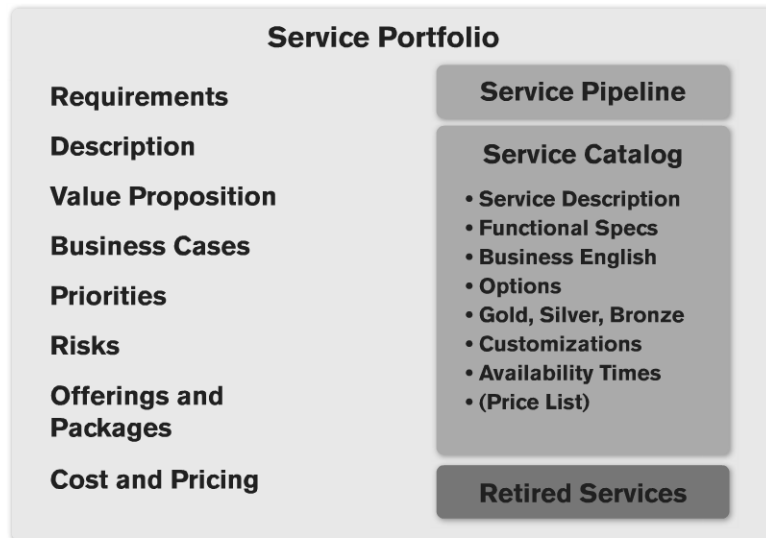 Service Portfolio
Requirements
Description
Value Proposition
Business Cases
Priorities
Risks
Offerings and
Packages
Cost and Pricing
Service Pipeline
Service Catalog
• Service Description
• Functional Specs
• Business English
• Options
• Gold, Silver, Bronze
• Customizations
• Availability Times
• (Price List)
Retired Services